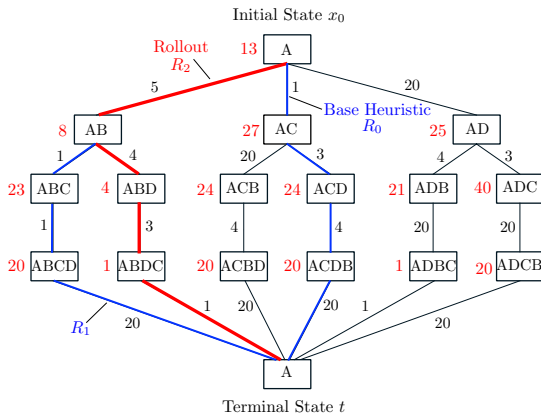 Initial State x₀
Rollout
R₂
13 A
5 1 20
Base Heuristic
R₀
8 AB 27 AC 25 AD
1 4 20 3 4 3
23 ABC 4 ABD 24 ACB 24 ACD 21 ADB 40 ADC
1 3 4 4 20 20
20 ABCD 1 ABDC 20 ACBD 20 ACDB 1 ADBC 20 ADCB
R₁ 20 1 20 20 1 20
A
Terminal State t